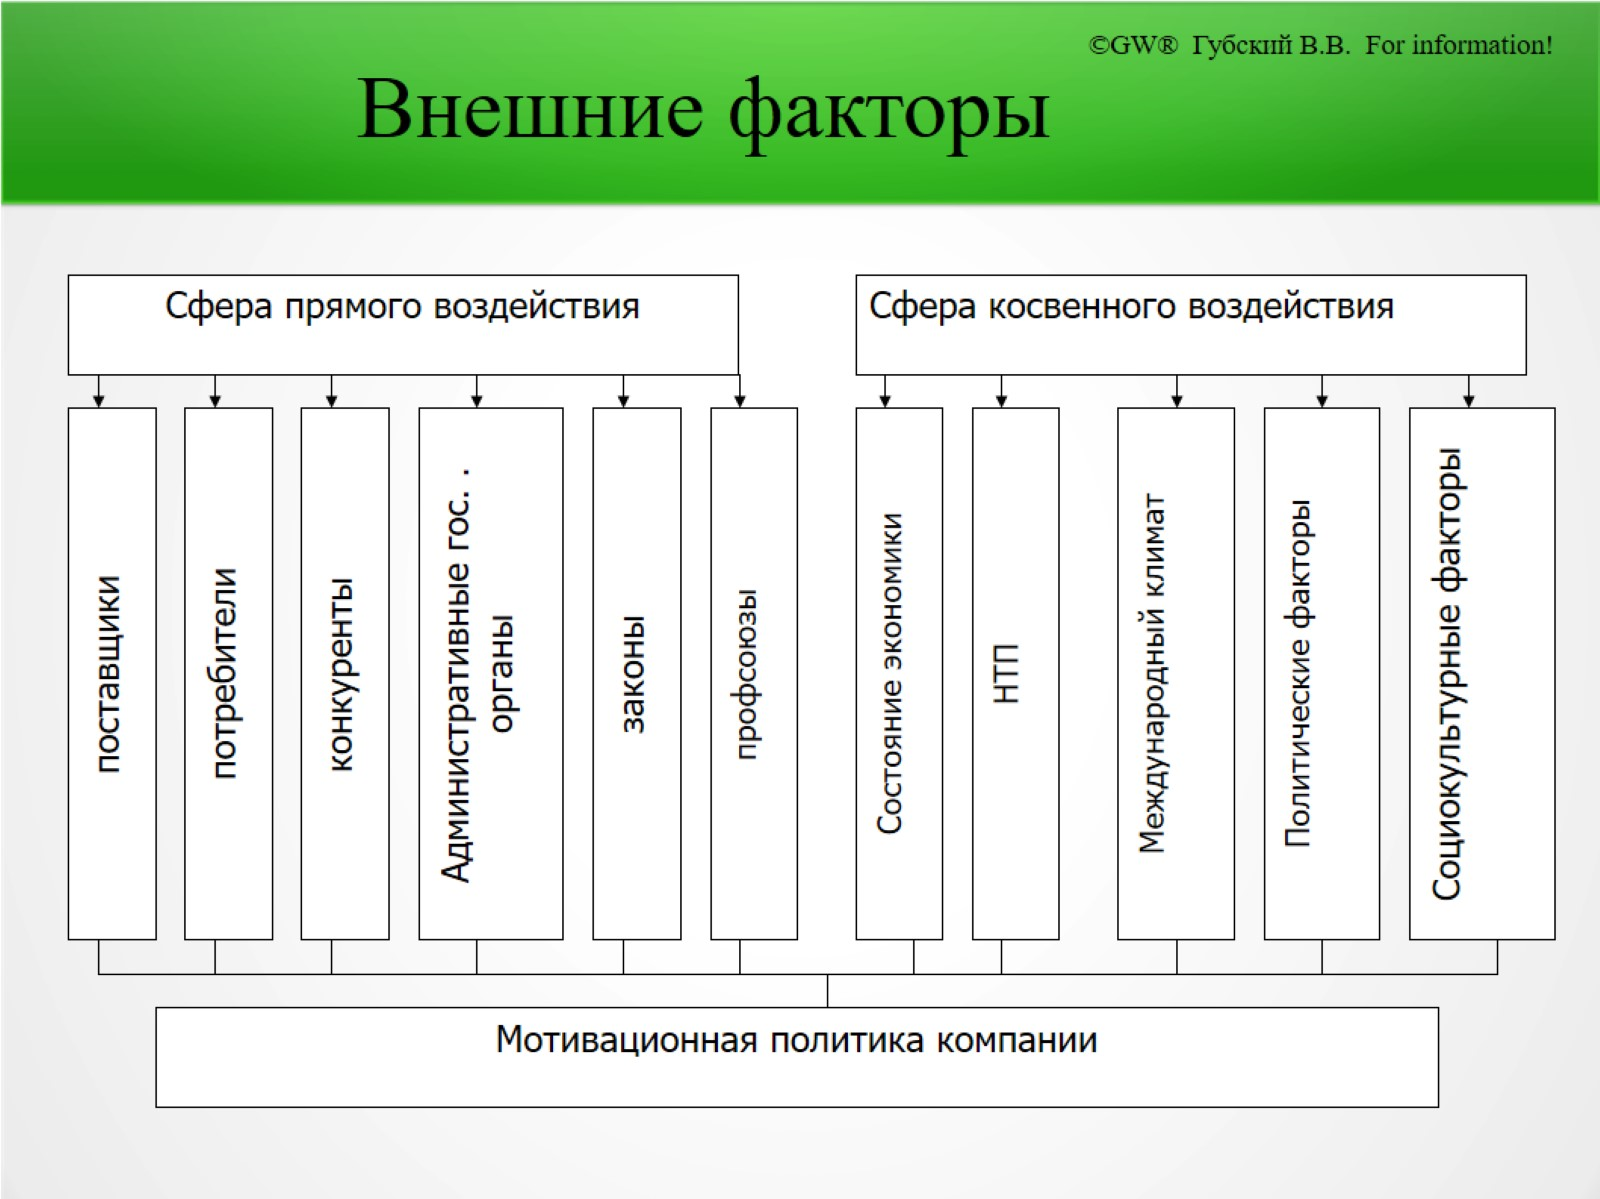 ©GW® Губский В.В. For information!
Внешние факторы
Сфера прямого воздействия
Сфера косвенного воздействия
поставщики
потребители
конкуренты
Административные гос. .
органы
законы
профсоюзы
Состояние экономики
НТП
Международный климат
Политические факторы
Социокультурные факторы
Мотивационная политика компании